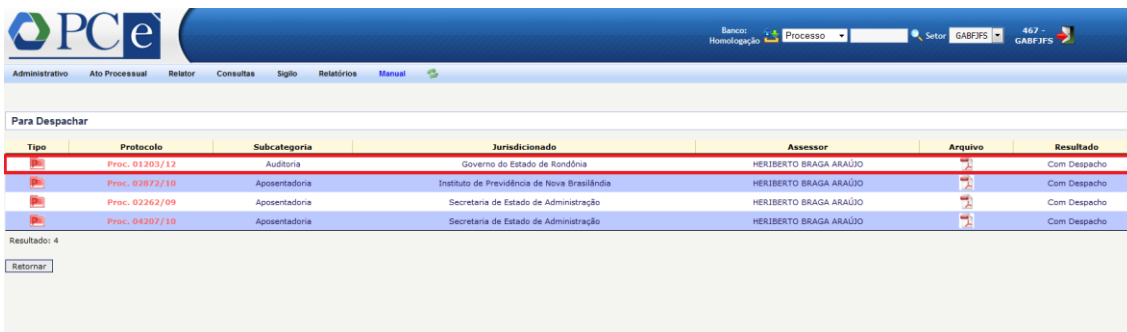 PCe
Banco: Homologação Processo Setor GABFJFS 467 - GABFJFS
Administrativo Ato Processual Relator Consultas Sigilo Relatórios Manual
Para Despachar
Tipo Protocolo Subcategoria Jurisdicionado Assessor Arquivo Resultado
Proc. 01203/12 Auditoria Governo do Estado de Rondônia HERIBERTO BRAGA ARAÚJO Com Despacho
Proc. 02872/10 Aposentadoria Instituto de Previdência de Nova Brasilândia HERIBERTO BRAGA ARAÚJO Com Despacho
Proc. 02262/09 Aposentadoria Secretaria de Estado de Administração HERIBERTO BRAGA ARAÚJO Com Despacho
Proc. 04207/10 Aposentadoria Secretaria de Estado de Administração HERIBERTO BRAGA ARAÚJO Com Despacho
Resultado: 4
Retornar